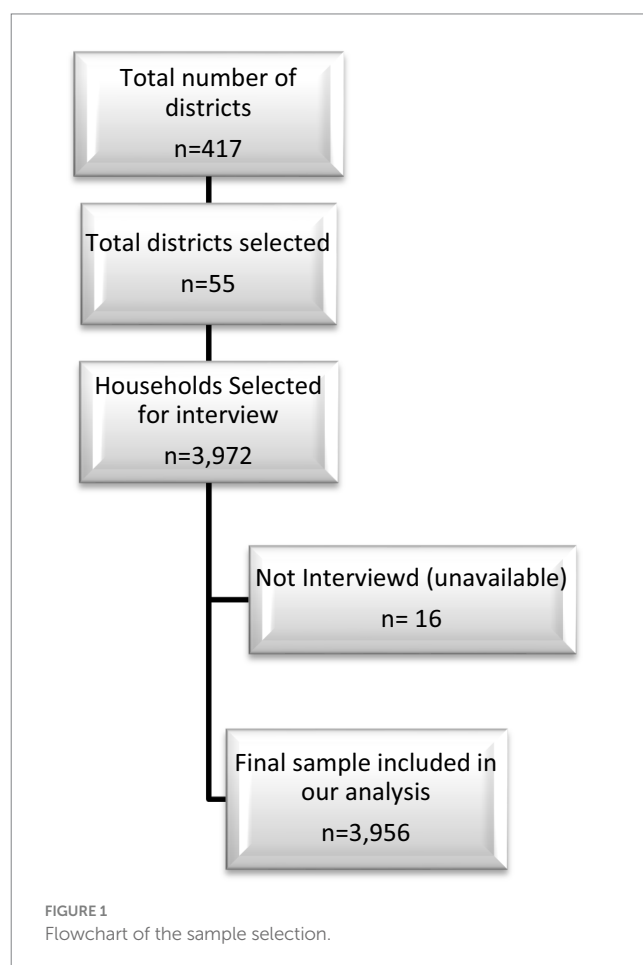 Total number of
districts
n=417
Total districts selected
n=55
Households Selected
for interview
n=3,972
Not Interviewd (unavailable)
n= 16
Final sample included in
our analysis
n=3,956
FIGURE 1
Flowchart of the sample selection.